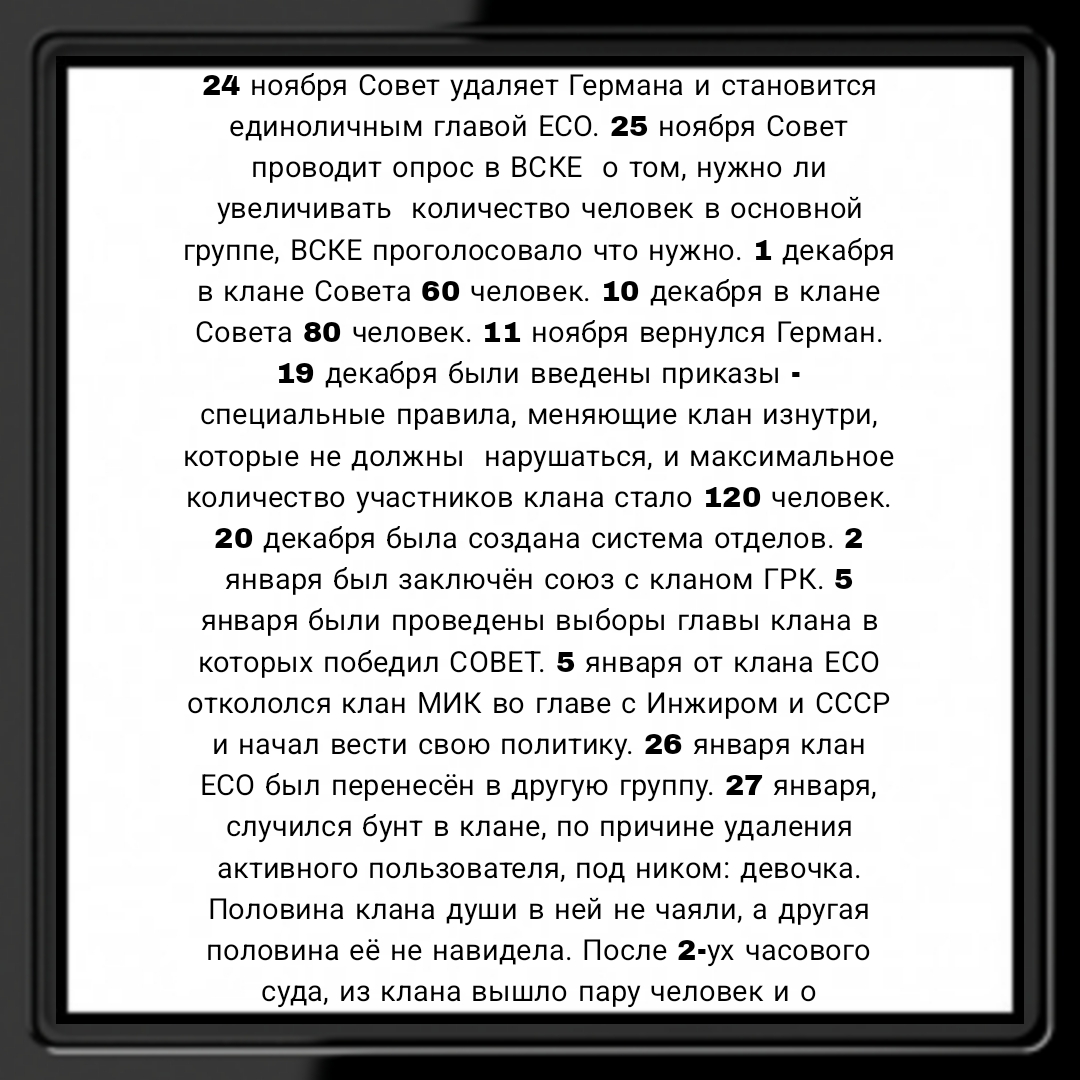 24 ноября Совет удаляет Германа и становится
единоличным главой ЕСО. 25 ноября Совет
проводит опрос в ВСКЕ  о том, нужно ли
увеличивать  количество человек в основной
группе, ВСКЕ проголосовало что нужно. 1 декабря
в клане Совета 60 человек. 10 декабря в клане
Совета 80 человек. 11 ноября вернулся Герман.
19 декабря были введены приказы -
специальные правила, меняющие клан изнутри,
которые не должны  нарушаться, и максимальное
количество участников клана стало 120 человек.
20 декабря была создана система отделов. 2
января был заключён союз с кланом ГРК. 5
января были проведены выборы главы клана в
которых победил СОВЕТ. 5 января от клана ЕСО
откололся клан МИК во главе с Инжиром и СССР
и начал вести свою политику. 26 января клан
ЕСО был перенесён в другую группу. 27 января,
случился бунт в клане, по причине удаления
активного пользователя, под ником: девочка.
Половина клана души в ней не чаяли, а другая
половина её не навидела. После 2-ух часового
суда, из клана вышло пару человек и о